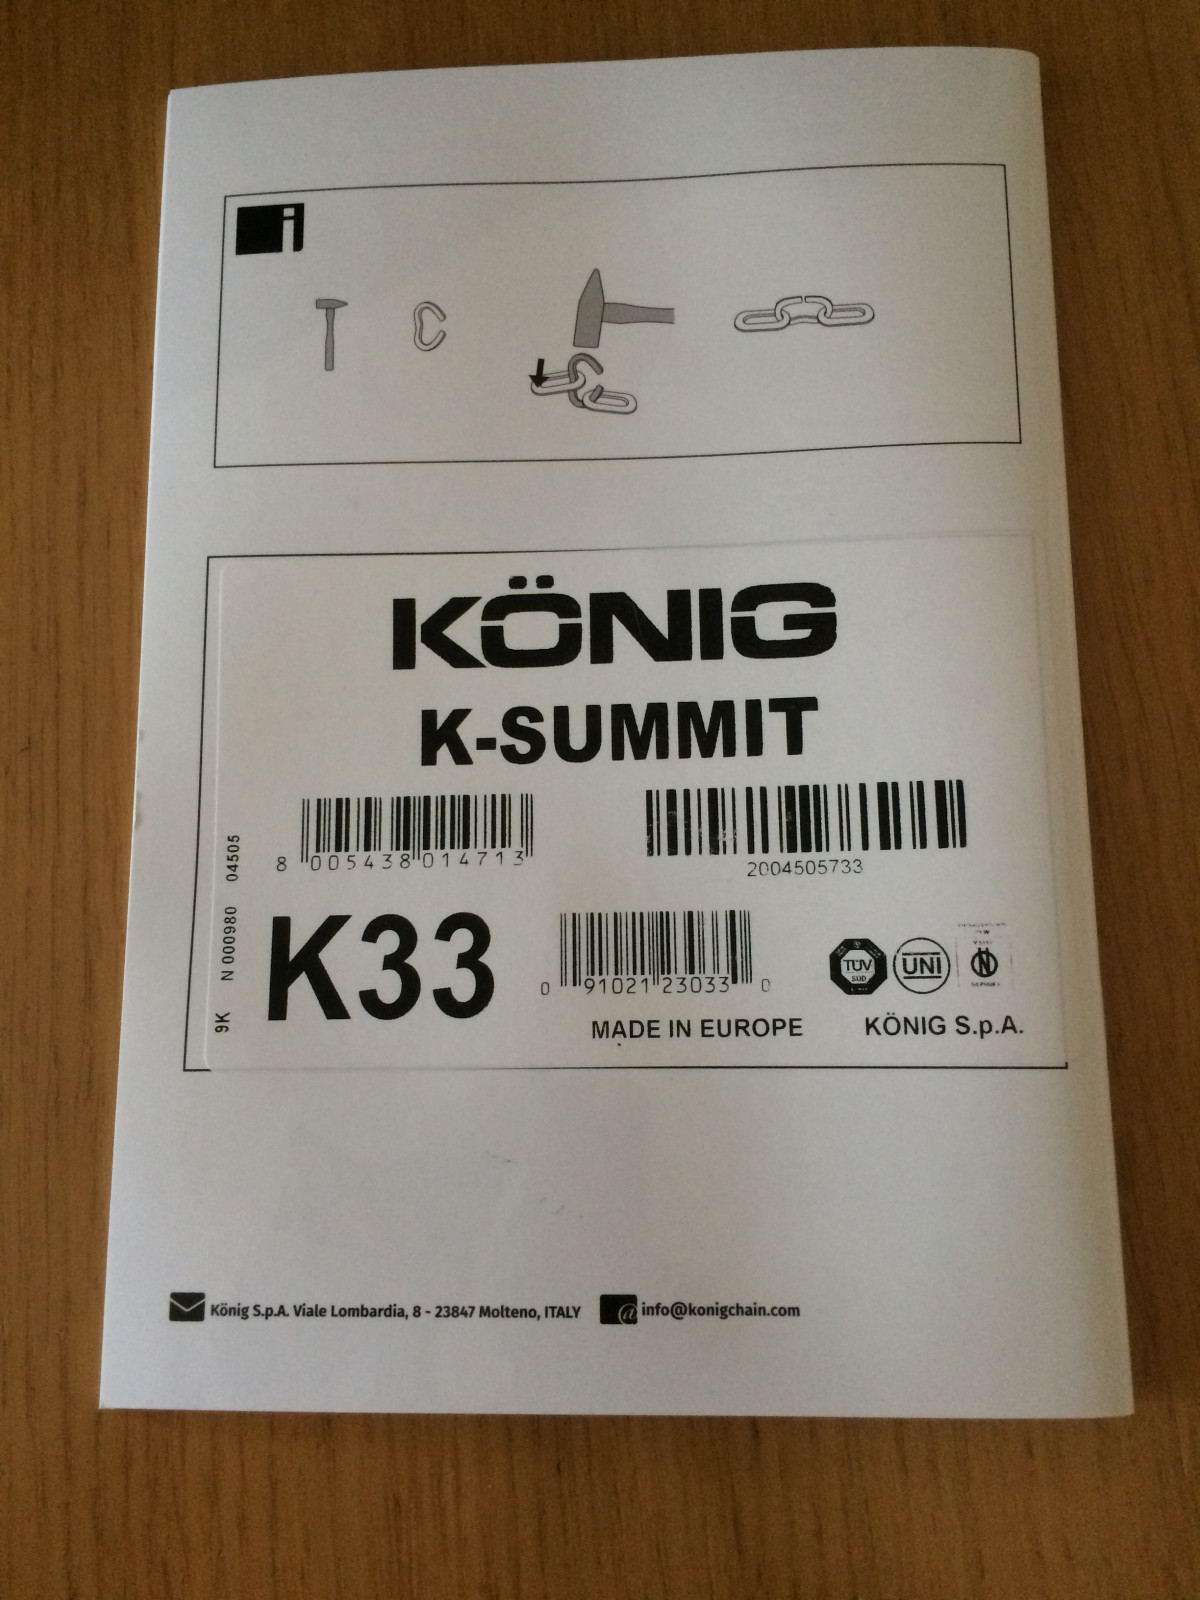 i
KÖNIG
K-SUMMIT
8 005438 014713
2004505733
9K N 000980 04505
K33
0 91021 23033 0
TÜV
SÜD
UNI
MADE IN EUROPE
KÖNIG S.p.A.
König S.p.A. Viale Lombardia, 8 - 23847 Molteno, ITALY
@ info@konigchain.com